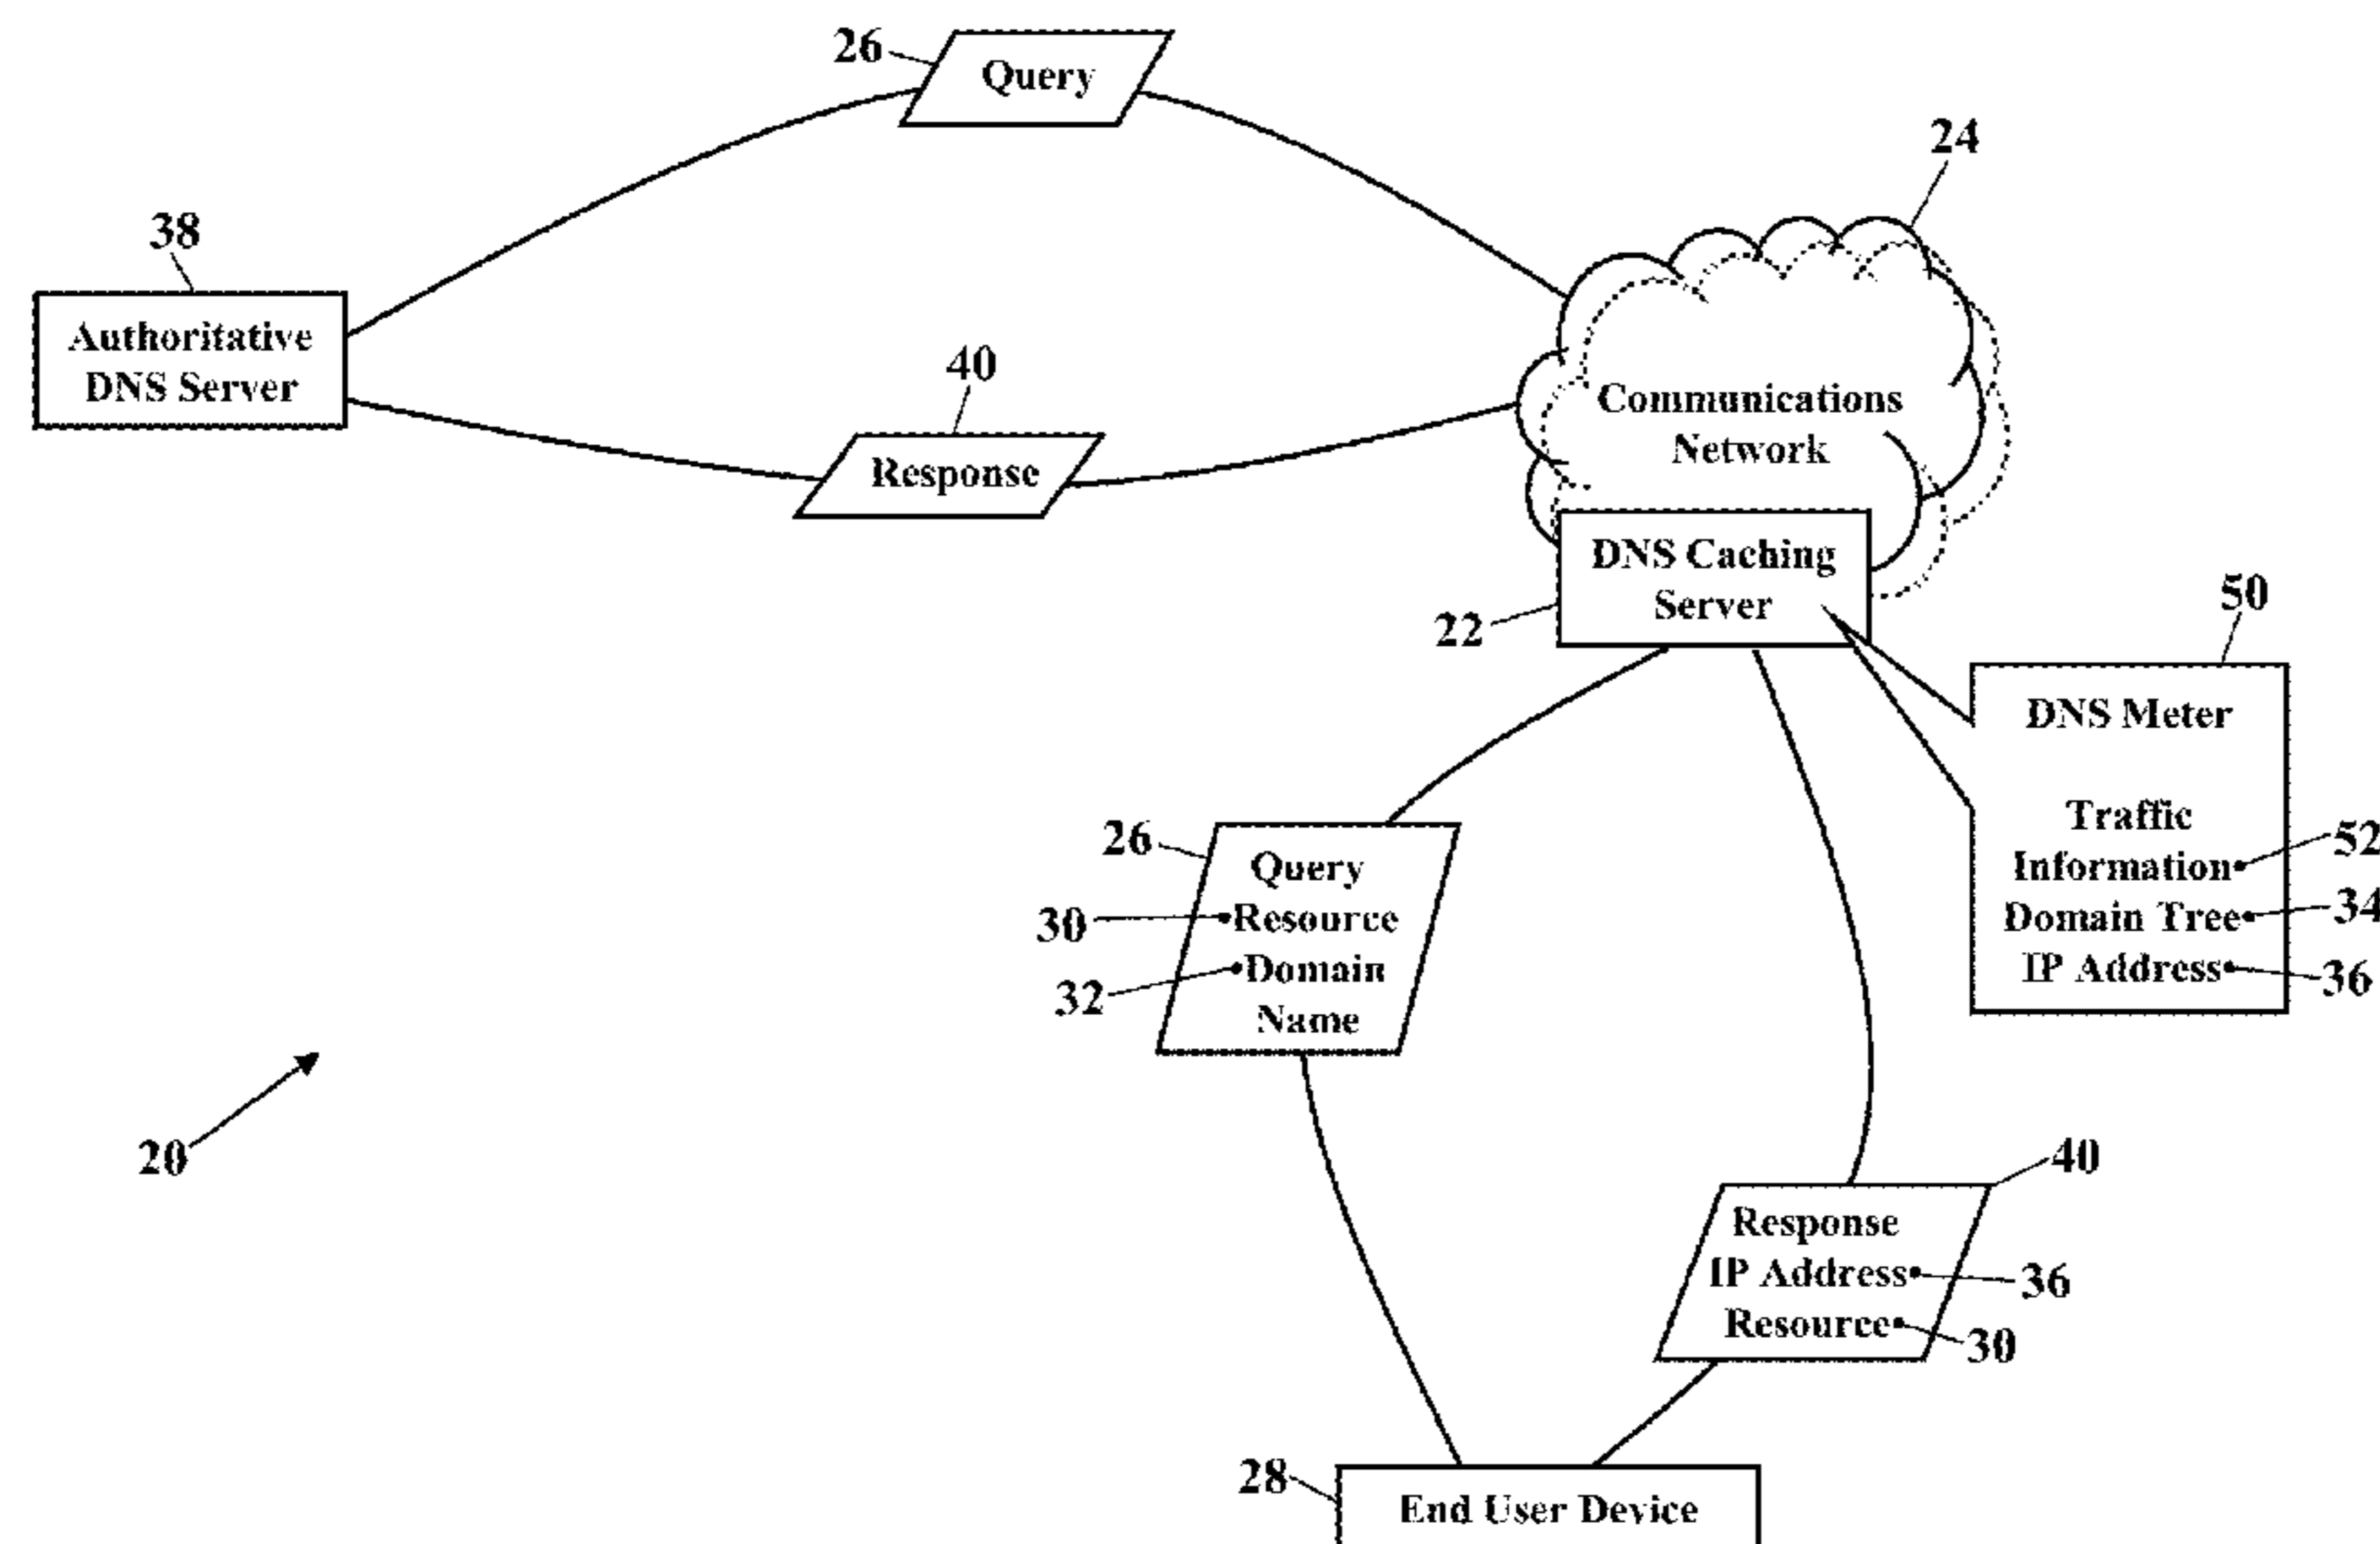 26
Query
24
38
Authoritative
DNS Server
40
Response
Communications
Network
DNS Caching
Server
22
50
DNS Meter
Traffic
Information
52
Domain Tree
34
IP Address
36
26
Query
30
Resource
32
Domain
Name
20
40
Response
IP Address
36
Resource
30
28
End User Device